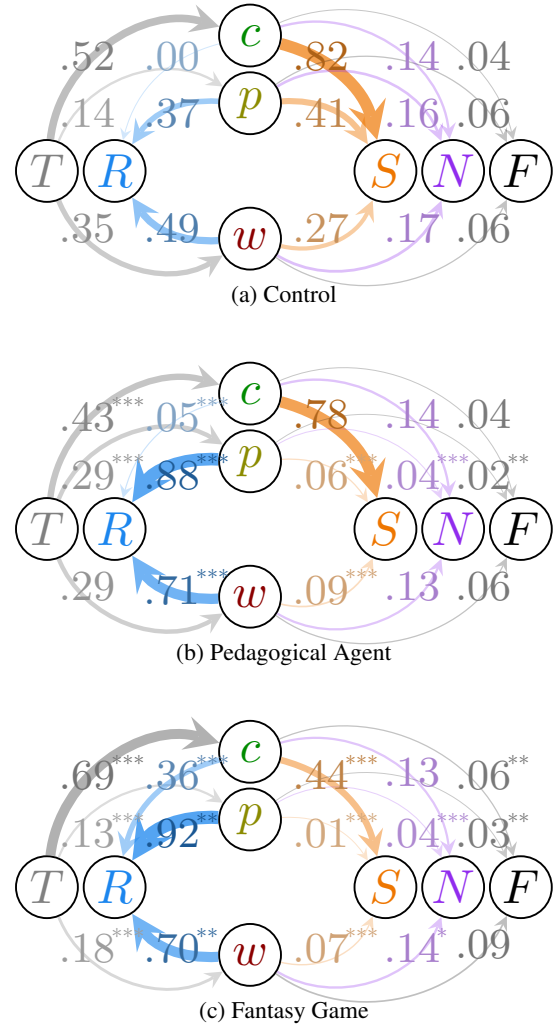 c
.52 .00 .82 .14 .04
p
.14 .37 .41 .16 .06
T R S N F
w
.35 .49 .27 .17 .06
(a) Control
c
.43*** .05*** .78 .14 .04
p
.29*** .88*** .06*** .04*** .02**
T R S N F
w
.29 .71*** .09*** .13 .06
(b) Pedagogical Agent
c
.69*** .36*** .44*** .13 .06**
p
.13*** .92** .01*** .04*** .03**
T R S N F
w
.18*** .70** .07*** .14* .09
(c) Fantasy Game